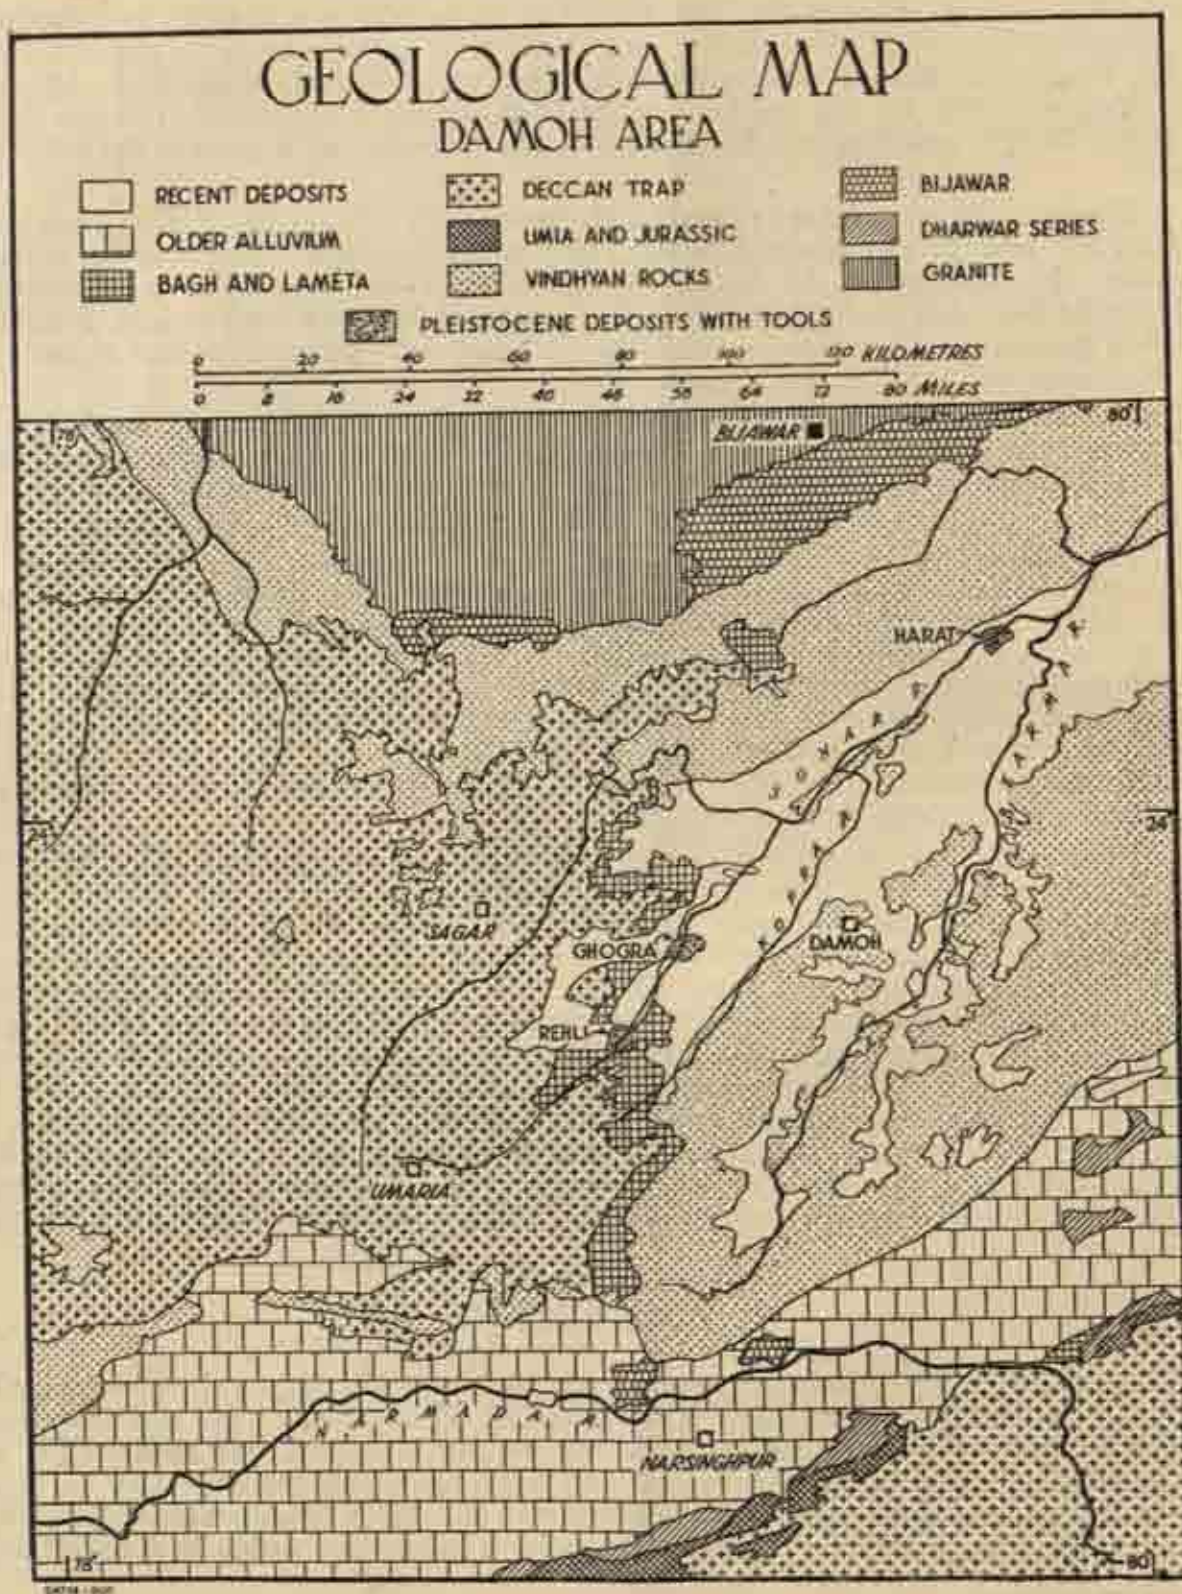 GEOLOGICAL MAP
DAMOH AREA
RECENT DEPOSITS
DECCAN TRAP
BIJAWAR
OLDER ALLUVIUM
UMIA AND JURASSIC
DHARWAR SERIES
BAGH AND LAMETA
VINDHYAN ROCKS
GRANITE
PLEISTOCENE DEPOSITS WITH TOOLS
0 20 40 60 80 100 120 KILOMETRES
0 8 16 24 32 40 48 56 64 72 80 MILES
78°
BIJAWAR
80°
HARAT
SONAR R
KARRAR
24°
24°
KOPRA R
SAGAR
GHOGRA
DAMOH
REHLI
UMARIA
NARMADA R
NARSINGHPUR
78°
80°